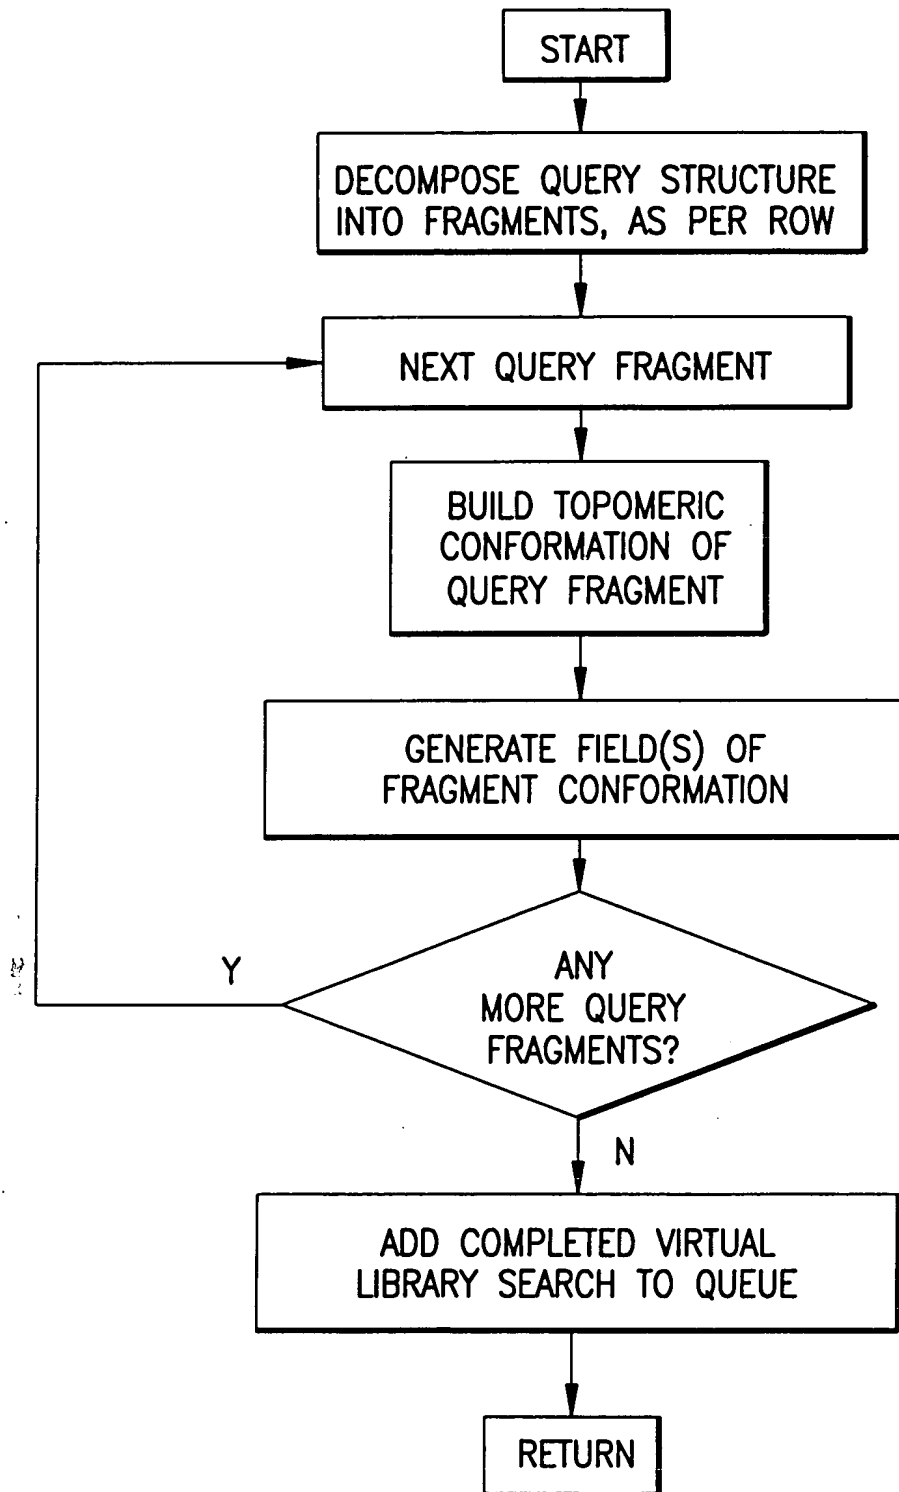 START
DECOMPOSE QUERY STRUCTURE
INTO FRAGMENTS, AS PER ROW
NEXT QUERY FRAGMENT
BUILD TOPOMERIC
CONFORMATION OF
QUERY FRAGMENT
GENERATE FIELD(S) OF
FRAGMENT CONFORMATION
Y
ANY
MORE QUERY
FRAGMENTS?
N
ADD COMPLETED VIRTUAL
LIBRARY SEARCH TO QUEUE
RETURN